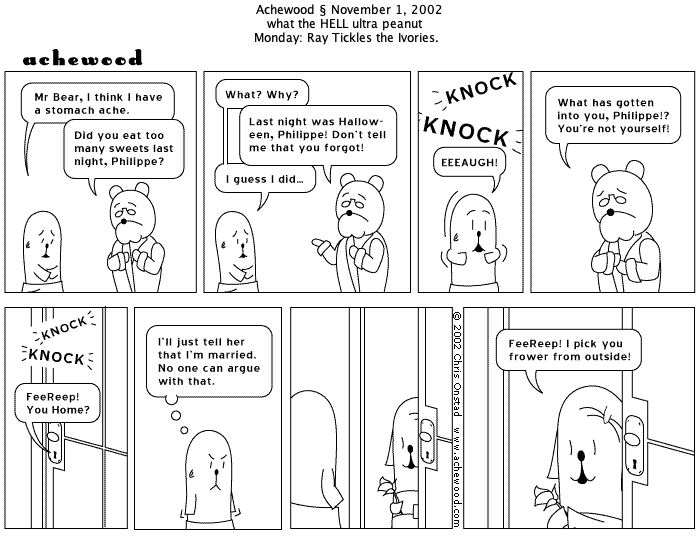 Achewood § November 1, 2002
what the HELL ultra peanut
Monday: Ray Tickles the Ivories.
achewood
Mr Bear, I think I have
a stomach ache.
Did you eat too
many sweets last
night, Philippe?
What? Why?
Last night was Hallow-
een, Philippe! Don't tell
me that you forgot!
I guess I did...
KNOCK
KNOCK
EEEAUGH!
What has gotten
into you, Philippe!?
You're not yourself!
KNOCK
KNOCK
FeeReep!
You Home?
I'll just tell her
that I'm married.
No one can argue
with that.
© 2002 Chris Onstad www.achewood.com
FeeReep! I pick you
frower from outside!